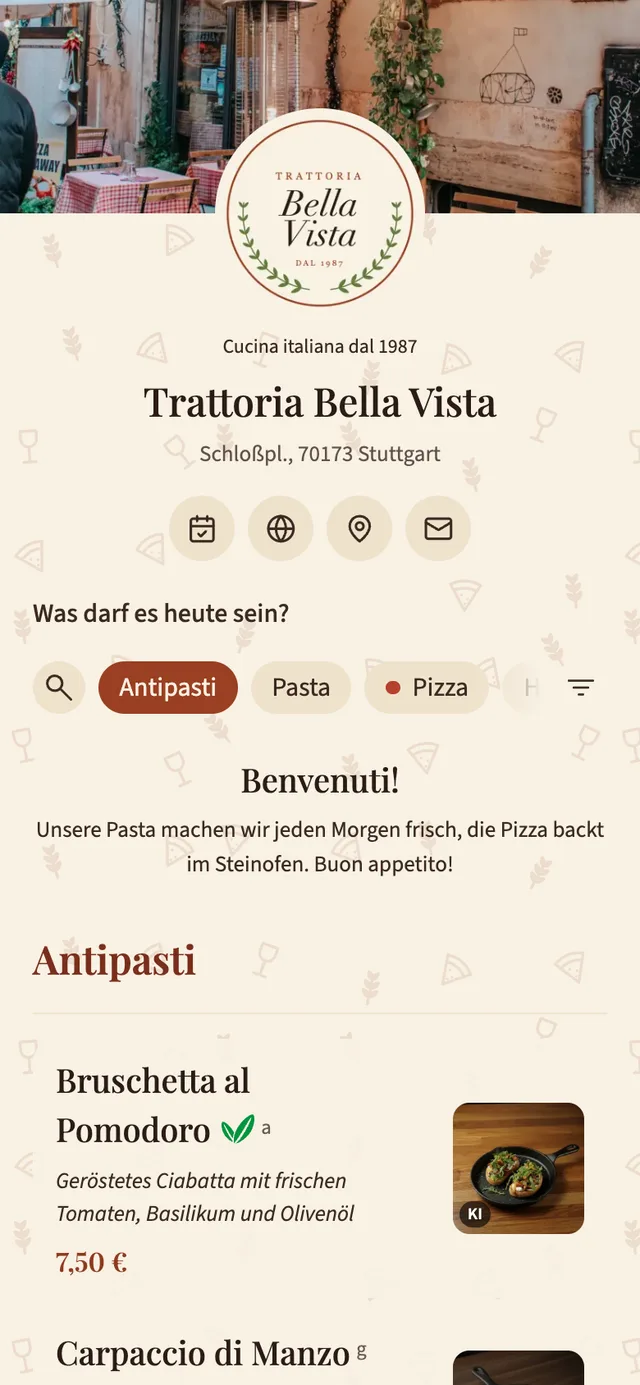 ZZA
AWAY
TRATTORIA
Bella
Vista
DAL 1987
Cucina italiana dal 1987
Trattoria Bella Vista
Schloßpl., 70173 Stuttgart
Was darf es heute sein?
Antipasti
Pasta
Pizza
H
Benvenuti!
Unsere Pasta machen wir jeden Morgen frisch, die Pizza backt
im Steinofen. Buon appetito!
Antipasti
Bruschetta al
Pomodoro a
Geröstetes Ciabatta mit frischen
Tomaten, Basilikum und Olivenöl
7,50 €
KI
Carpaccio di Manzo g